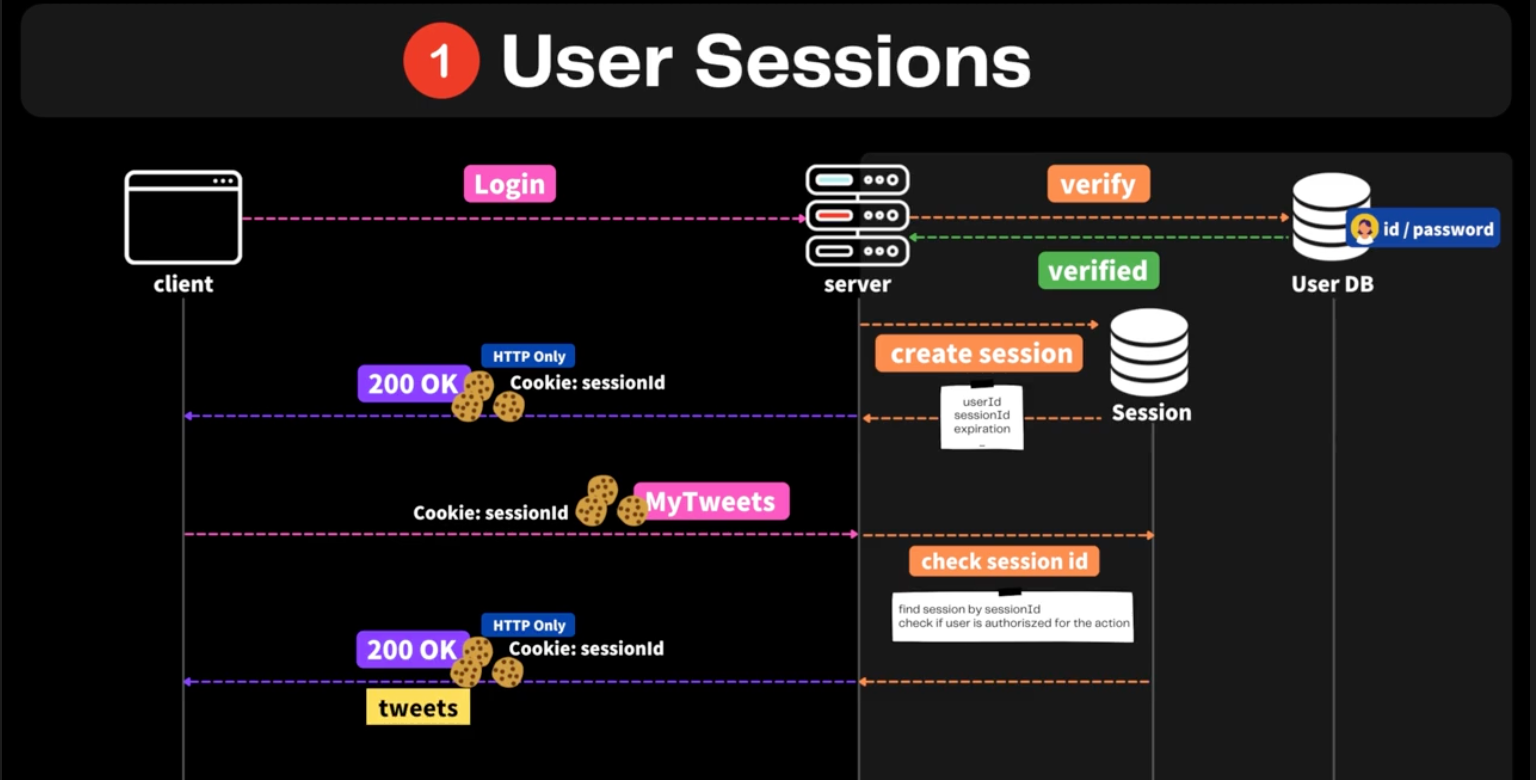 1 User Sessions
Login
verify
id / password
verified
client
server
User DB
create session
HTTP Only
200 OK
Cookie: sessionId
userId
sessionId
expiration
Session
Cookie: sessionId
MyTweets
check session id
find session by sessionId
check if user is authoriszed for the action
HTTP Only
200 OK
Cookie: sessionId
tweets